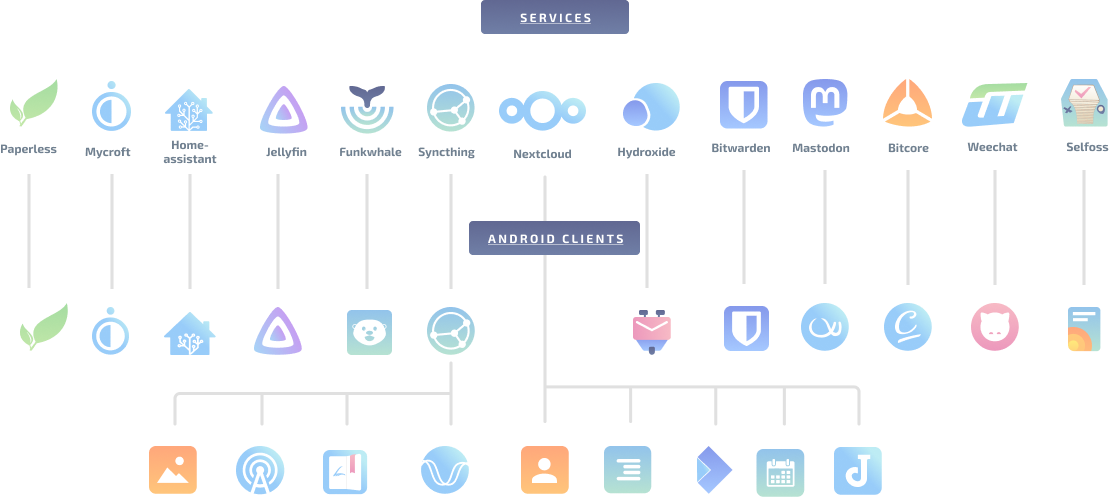 SERVICES
Paperless
Mycroft
Home-
assistant
Jellyfin
Funkwhale
Syncthing
Nextcloud
Hydroxide
Bitwarden
Mastodon
Bitcore
Weechat
Selfoss
ANDROID CLIENTS